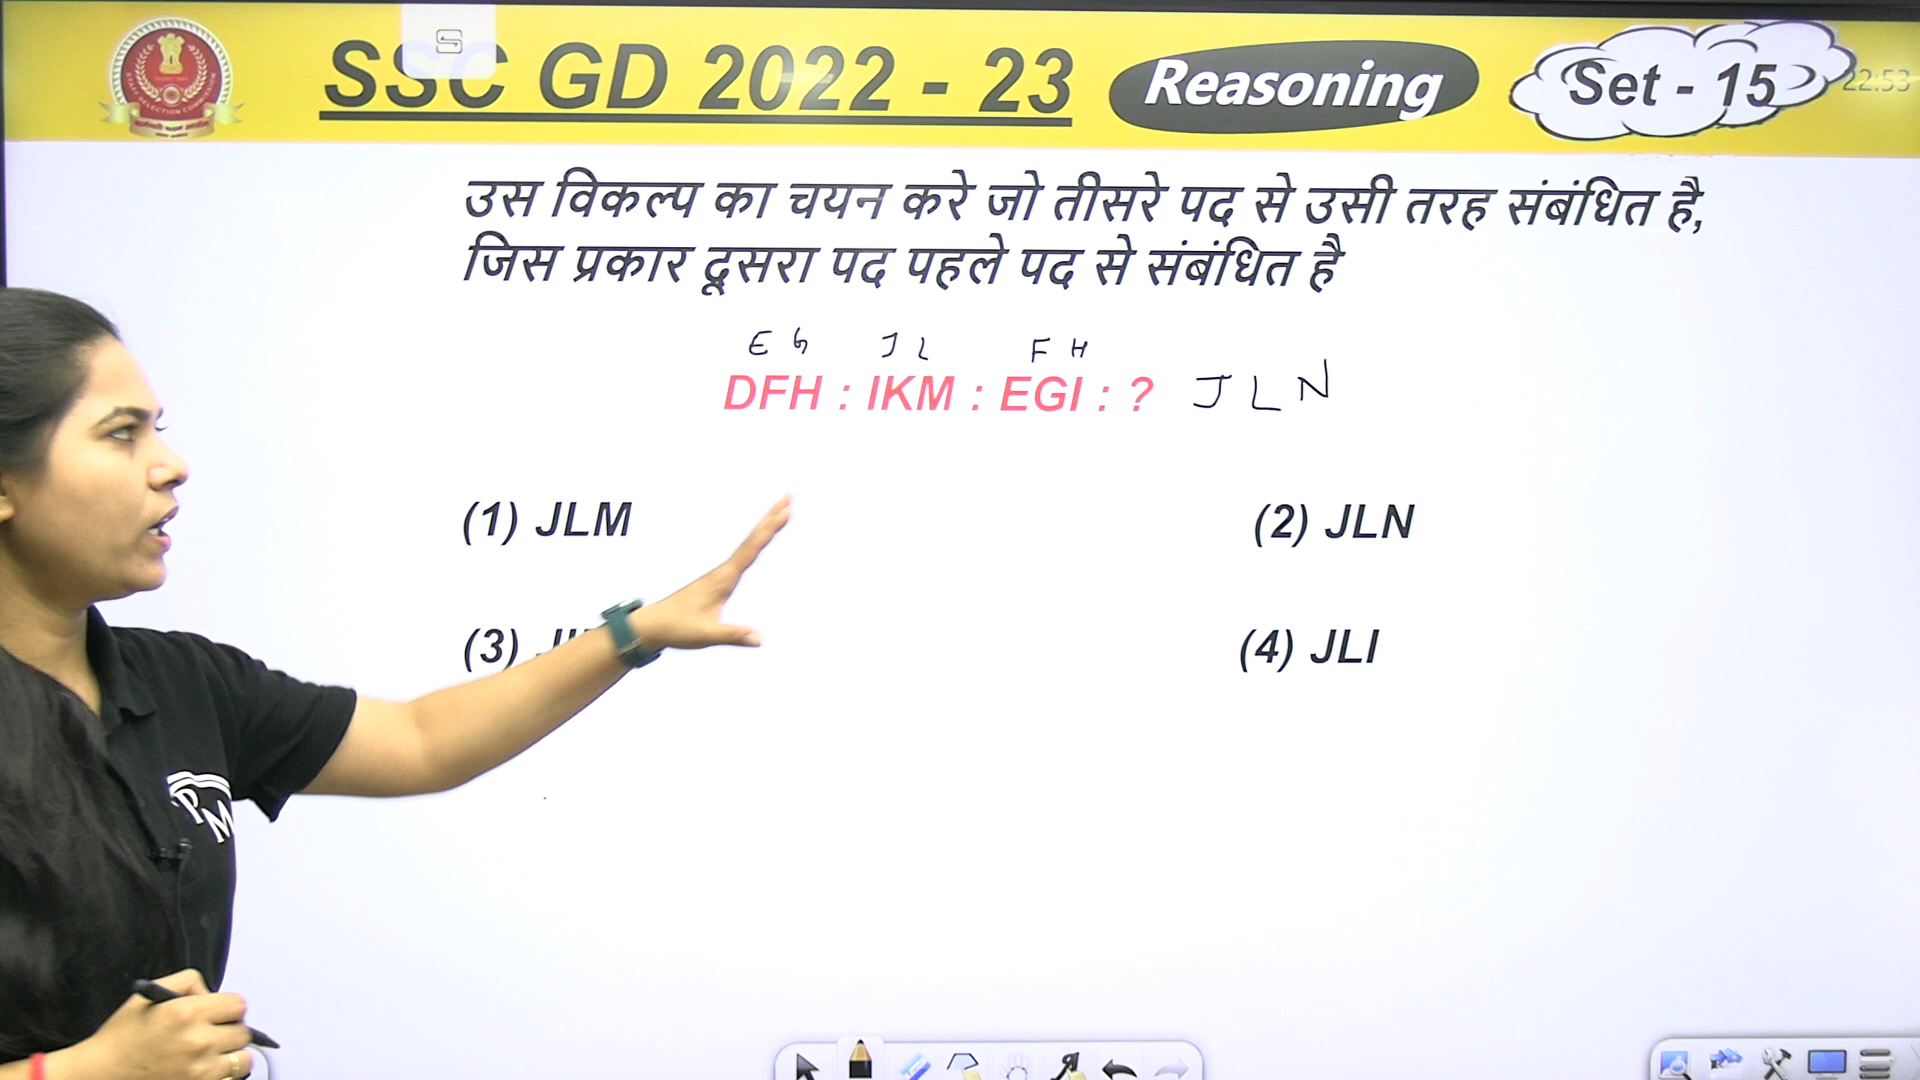 SSC GD 2022 - 23 Reasoning Set - 15 22:53
उस विकल्प का चयन करे जो तीसरे पद से उसी तरह संबंधित है,
जिस प्रकार दूसरा पद पहले पद से संबंधित है
E G J L F H
DFH : IKM : EGI : ? J L N
(1) JLM (2) JLN
(3) (4) JLI
PM